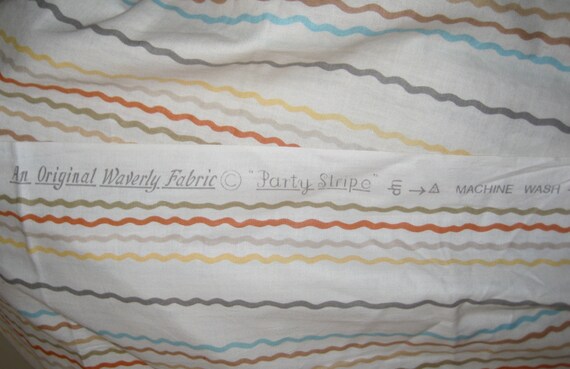 An Original Waverly Fabric © "Party Stripe" → Δ MACHINE WASH